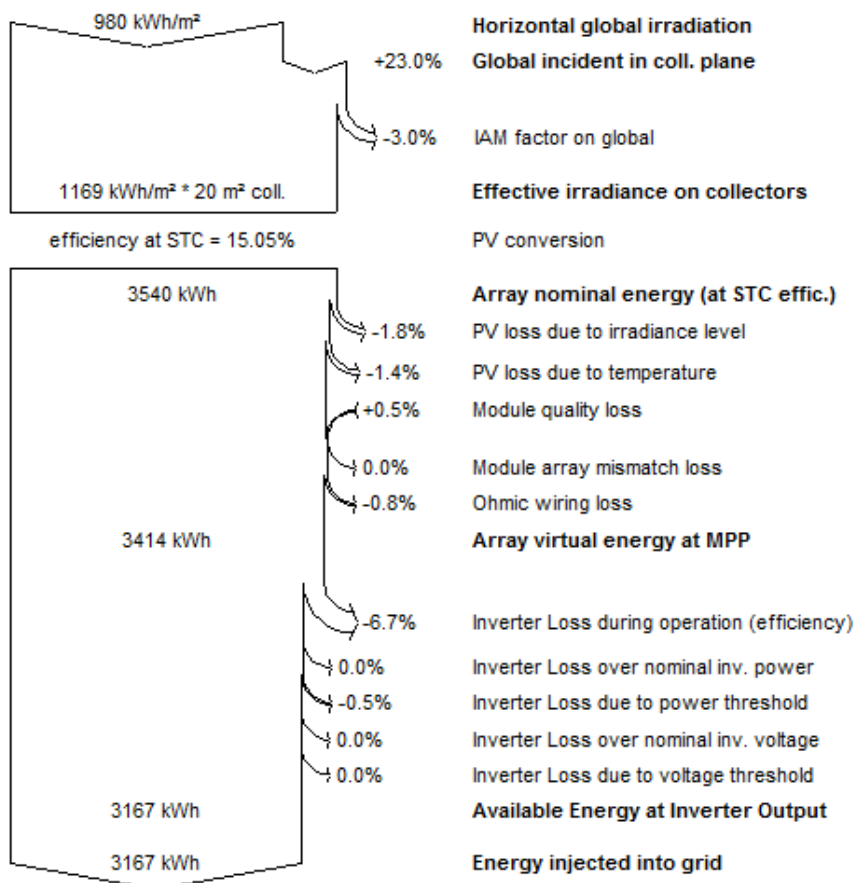 980 kWh/m² Horizontal global irradiation
+23.0% Global incident in coll. plane
-3.0% IAM factor on global
1169 kWh/m² * 20 m² coll. Effective irradiance on collectors
efficiency at STC = 15.05% PV conversion
3540 kWh Array nominal energy (at STC effic.)
-1.8% PV loss due to irradiance level
-1.4% PV loss due to temperature
+0.5% Module quality loss
0.0% Module array mismatch loss
-0.8% Ohmic wiring loss
3414 kWh Array virtual energy at MPP
-6.7% Inverter Loss during operation (efficiency)
0.0% Inverter Loss over nominal inv. power
-0.5% Inverter Loss due to power threshold
0.0% Inverter Loss over nominal inv. voltage
0.0% Inverter Loss due to voltage threshold
3167 kWh Available Energy at Inverter Output
3167 kWh Energy injected into grid